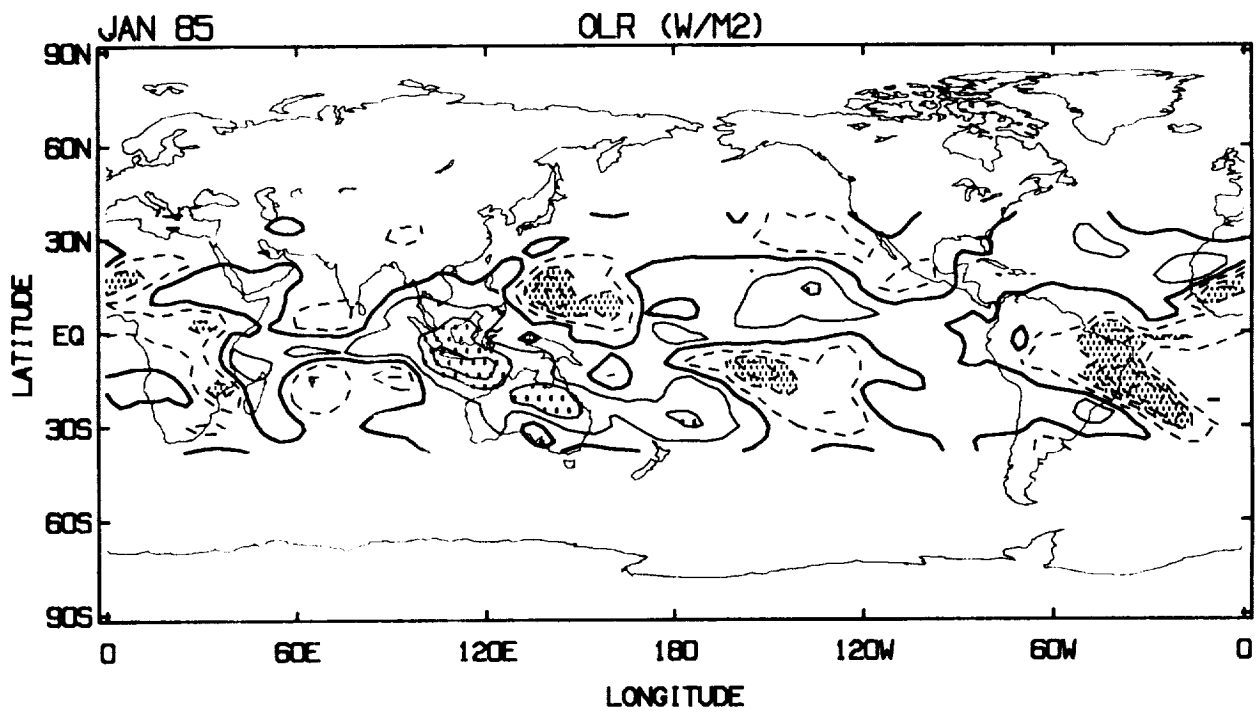 JAN 85 OLR (W/M2)
90N
60N
30N
EQ
30S
60S
90S
LATITUDE
0 60E 120E 180 120W 60W 0
LONGITUDE